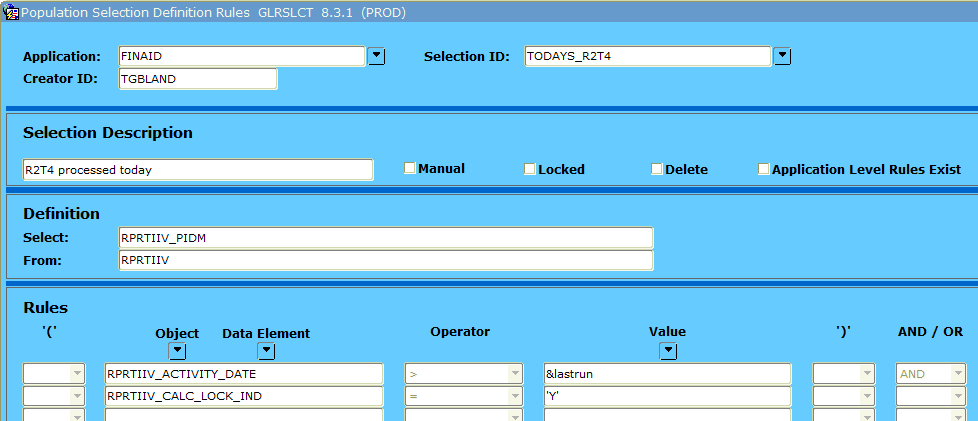 Population Selection Definition Rules GLRSLCT 8.3.1 (PROD)
Application: FINAID Selection ID: TODAYS_R2T4
Creator ID: TGBLAND
Selection Description
R2T4 processed today Manual Locked Delete Application Level Rules Exist
Definition
Select: RPRTIIV_PIDM
From: RPRTIIV
Rules
'(' Object Data Element Operator Value ')' AND / OR
RPRTIIV_ACTIVITY_DATE > &lastrun AND
RPRTIIV_CALC_LOCK_IND = 'Y'